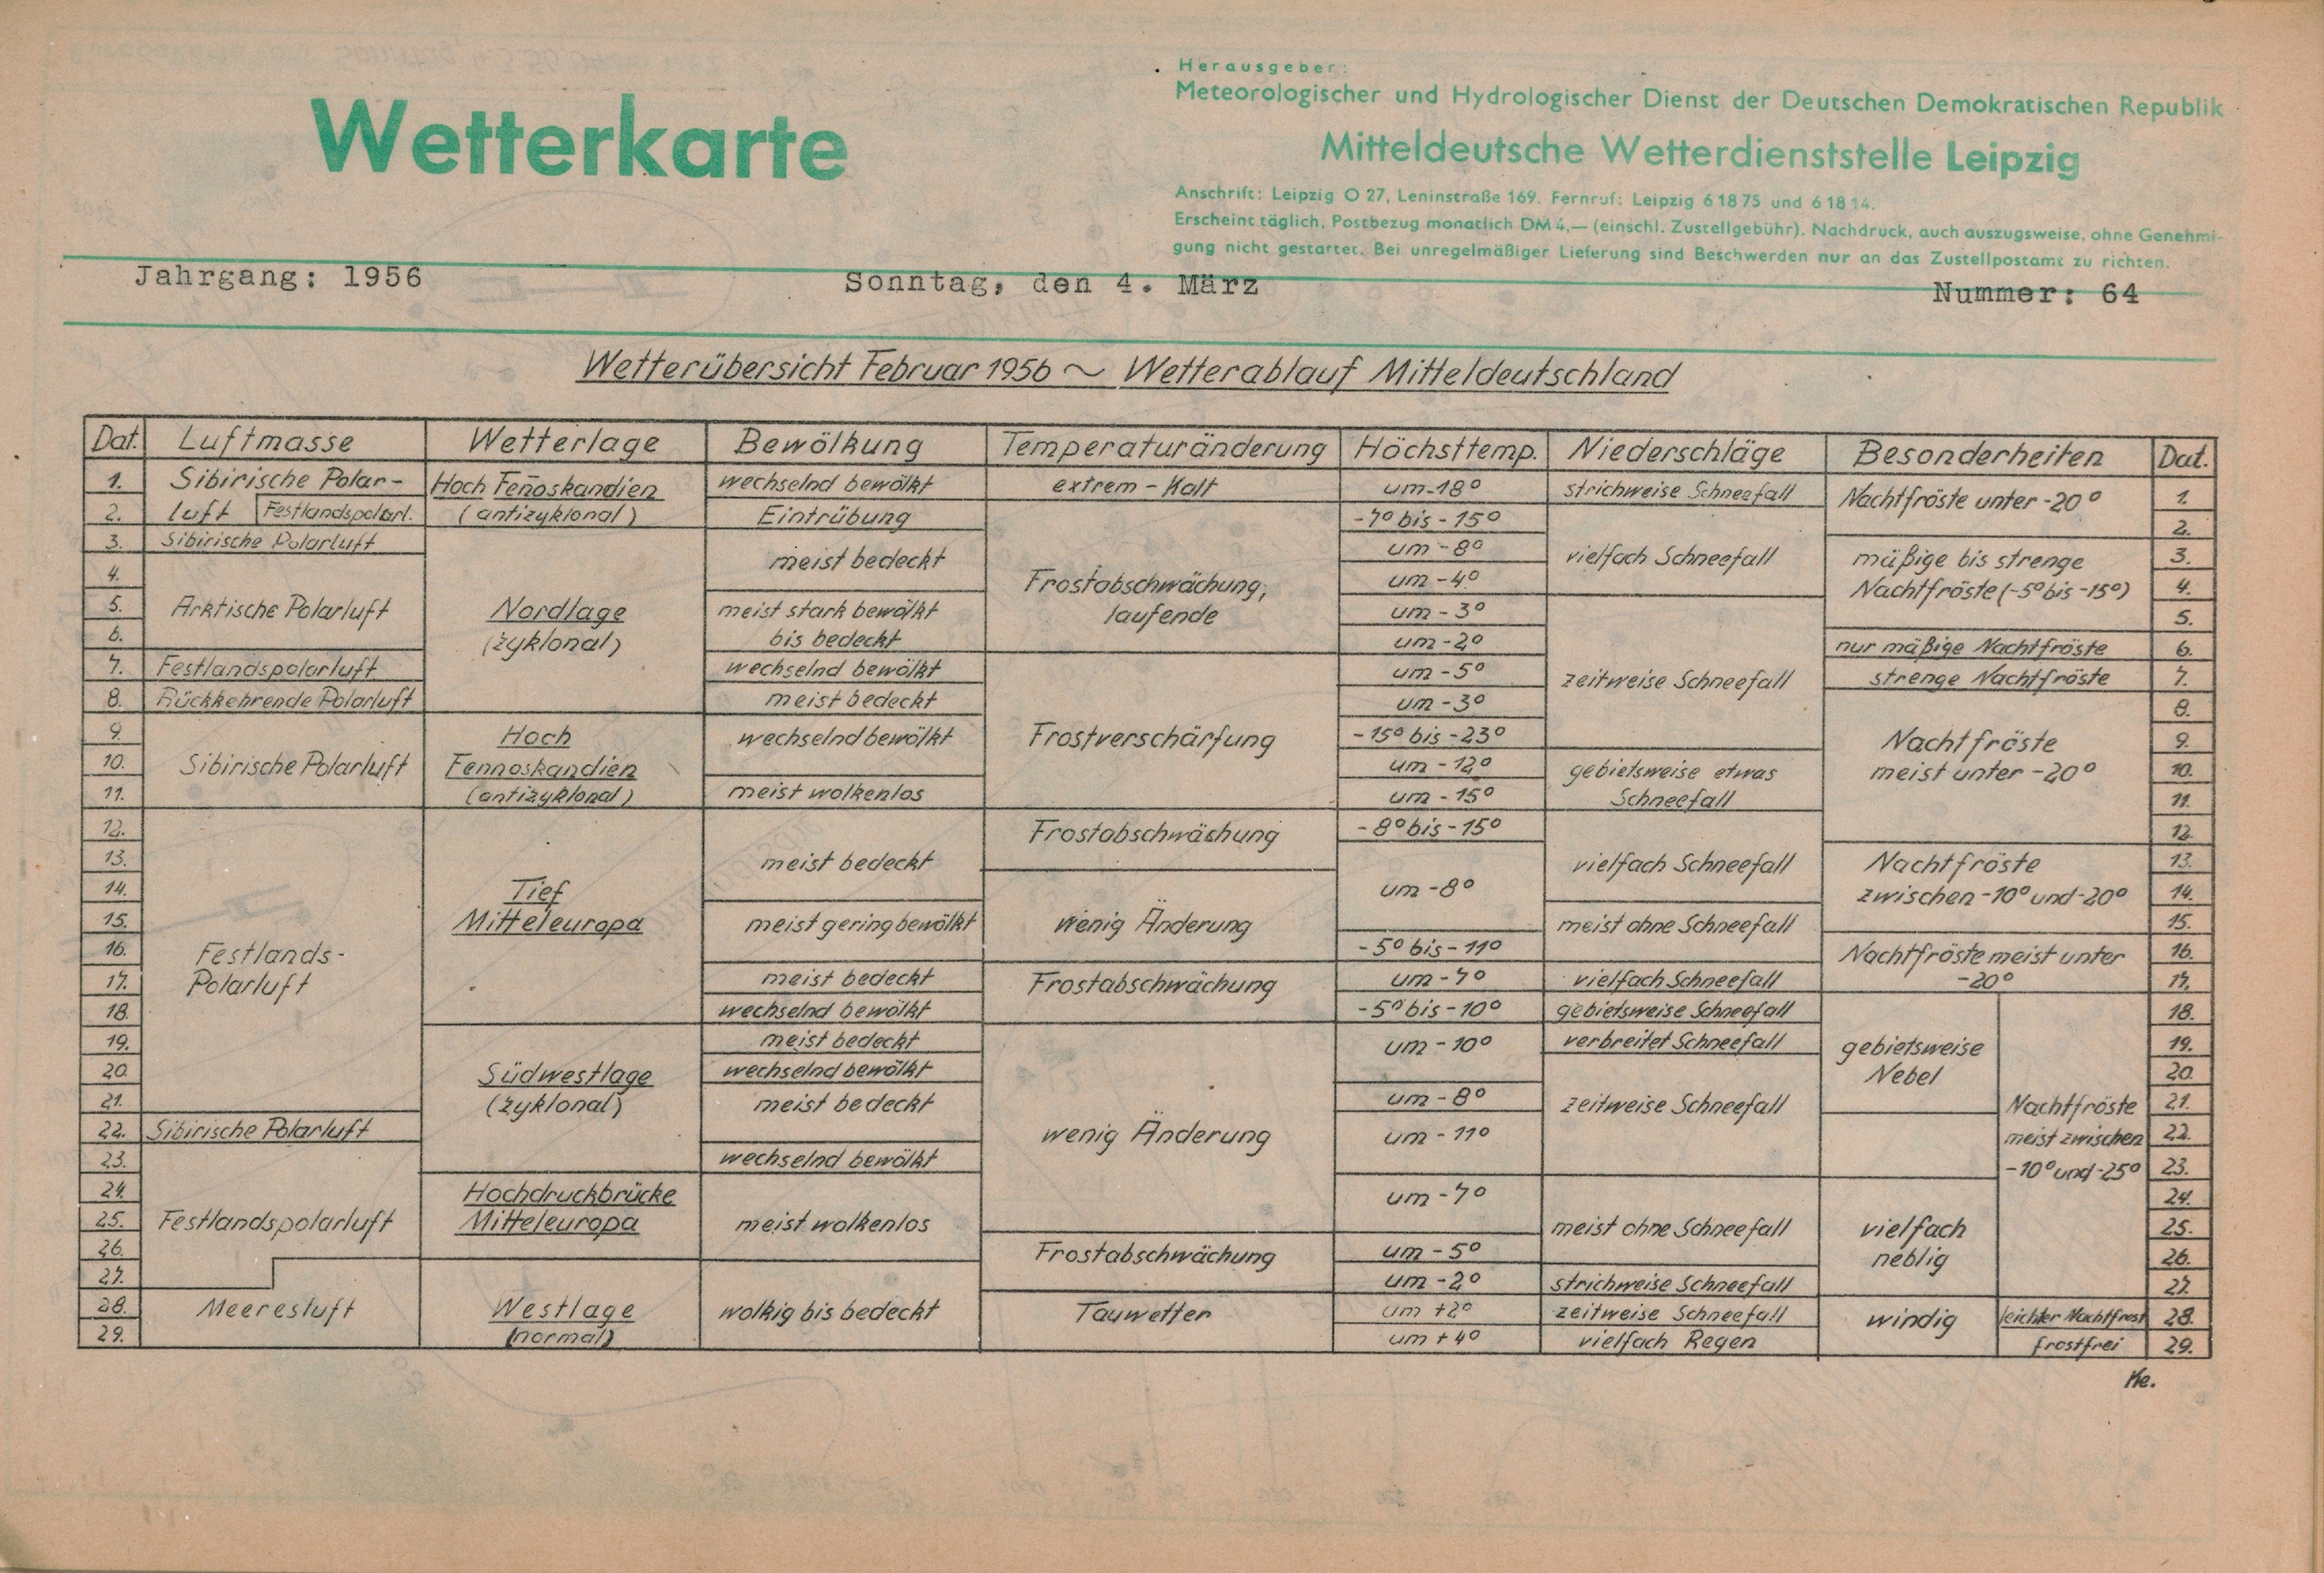 Herausgeber:
Meteorologischer und Hydrologischer Dienst der Deutschen Demokratischen Republik
Wetterkarte
Mitteldeutsche Wetterdienststelle Leipzig
Anschrift: Leipzig O 27, Leninstraße 169. Fernruf: Leipzig 6 18 75 und 6 18 14.
Erscheint täglich, Postbezug monatlich DM 4,— (einschl. Zustellgebühr). Nachdruck, auch auszugsweise, ohne Genehmi-
gung nicht gestattet. Bei unregelmäßiger Lieferung sind Beschwerden nur an das Zustellpostamt zu richten.
Jahrgang: 1956 Sonntag, den 4. März Nummer: 64
Wetterübersicht Februar 1956 ~ Wetterablauf Mitteldeutschland
Dat. Luftmasse Wetterlage Bewölkung Temperaturänderung Höchsttemp. Niederschläge Besonderheiten Dat.
1. Sibirische Polar- Hoch Fen̄oskandien wechselnd bewölkt extrem - Kalt um-18° strichweise Schneefall Nachtfröste unter -20° 1.
2. luft Festlandspolarl. (antizyklonal) Eintrübung -7° bis -15° 2.
3. Sibirische Polarluft meist bedeckt um -8° vielfach Schneefall mäßige bis strenge 3.
4. Frostabschwächung, um -4° Nachtfröste (-5° bis -15°) 4.
5. Arktische Polarluft Nordlage meist stark bewölkt laufende um -3° 5.
6. (zyklonal) bis bedeckt um -2° nur mäßige Nachtfröste 6.
7. Festlandspolarluft wechselnd bewölkt um -5° zeitweise Schneefall strenge Nachtfröste 7.
8. Rückkehrende Polarluft meist bedeckt um -3° 8.
9. Hoch wechselnd bewölkt Frostverschärfung -15° bis -23° Nachtfröste 9.
10. Sibirische Polarluft Fennoskandien um -12° gebietsweise etwas meist unter -20° 10.
11. (antizyklonal) meist wolkenlos um -15° Schneefall 11.
12. Frostabschwächung -8° bis -15° 12.
13. meist bedeckt vielfach Schneefall Nachtfröste 13.
14. Tief um -8° zwischen -10° und -20° 14.
15. Mitteleuropa meist gering bewölkt wenig Änderung meist ohne Schneefall 15.
16. Festlands- -5° bis -11° Nachtfröste meist unter 16.
17. Polarluft meist bedeckt Frostabschwächung um -7° vielfach Schneefall -20° 17.
18. wechselnd bewölkt -5° bis -10° gebietsweise Schneefall 18.
19. meist bedeckt um -10° verbreitet Schneefall gebietsweise 19.
20. Südwestlage wechselnd bewölkt Nebel 20.
21. (zyklonal) meist bedeckt um -8° zeitweise Schneefall Nachtfröste 21.
22. Sibirische Polarluft wenig Änderung um -11° meist zwischen 22.
23. wechselnd bewölkt -10° und -25° 23.
24. Hochdruckbrücke um -7° 24.
25. Festlandspolarluft Mitteleuropa meist wolkenlos meist ohne Schneefall vielfach 25.
26. Frostabschwächung um -5° neblig 26.
27. um -2° strichweise Schneefall 27.
28. Meeresluft Westlage wolkig bis bedeckt Tauwetter um +2° zeitweise Schneefall windig leichter Nachtfrost 28.
29. (normal) um +4° vielfach Regen frostfrei 29.
Ke.